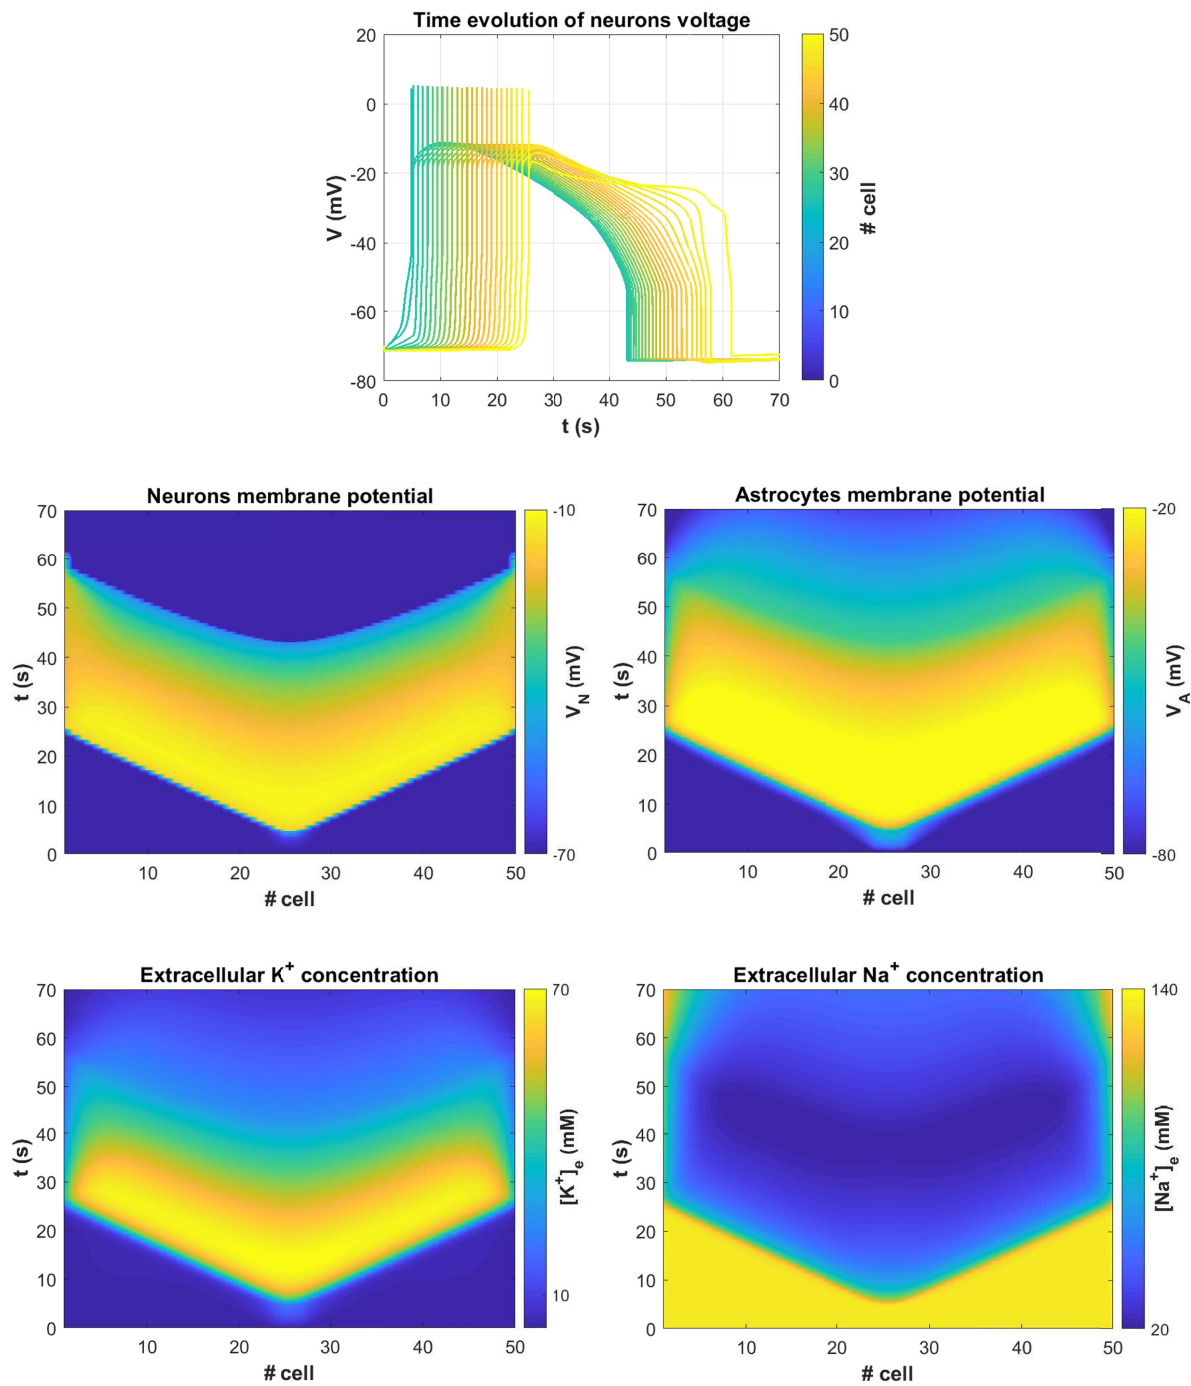 Time evolution of neurons voltage
20
0
-20
-40
-60
-80
V (mV)
0 10 20 30 40 50 60 70
t (s)
50
40
30
20
10
0
# cell
Neurons membrane potential
70
60
50
40
30
20
10
0
t (s)
10 20 30 40 50
# cell
-10
-70
V_N (mV)
Astrocytes membrane potential
70
60
50
40
30
20
10
0
t (s)
10 20 30 40 50
# cell
-20
-80
V_A (mV)
Extracellular K⁺ concentration
70
60
50
40
30
20
10
0
t (s)
10 20 30 40 50
# cell
70
10
[K⁺]_e (mM)
Extracellular Na⁺ concentration
70
60
50
40
30
20
10
0
t (s)
10 20 30 40 50
# cell
140
20
[Na⁺]_e (mM)